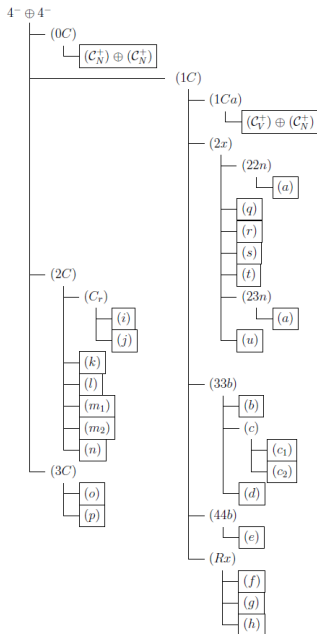 4⁻ ⊕ 4⁻
(0C)
(𝒞_N^+) ⊕ (𝒞_N^+)
(1C)
(1Ca)
(𝒞_V^+) ⊕ (𝒞_N^+)
(2x)
(22n)
(a)
(q)
(r)
(s)
(t)
(23n)
(a)
(u)
(2C)
(C_r)
(i)
(j)
(k)
(l)
(m₁)
(m₂)
(n)
(3C)
(o)
(p)
(33b)
(b)
(c)
(c₁)
(c₂)
(d)
(44b)
(e)
(Rx)
(f)
(g)
(h)